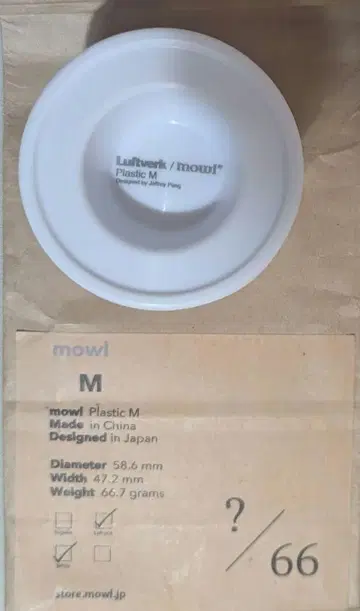 Luftverk / mowl®
Plastic M
Designed by Jeffrey Pang
mowl
M
mowl Plastic M
Made in China
Designed in Japan
Diameter 58.6 mm
Width 47.2 mm
Weight 66.7 grams
? / 66
store.mowl.jp